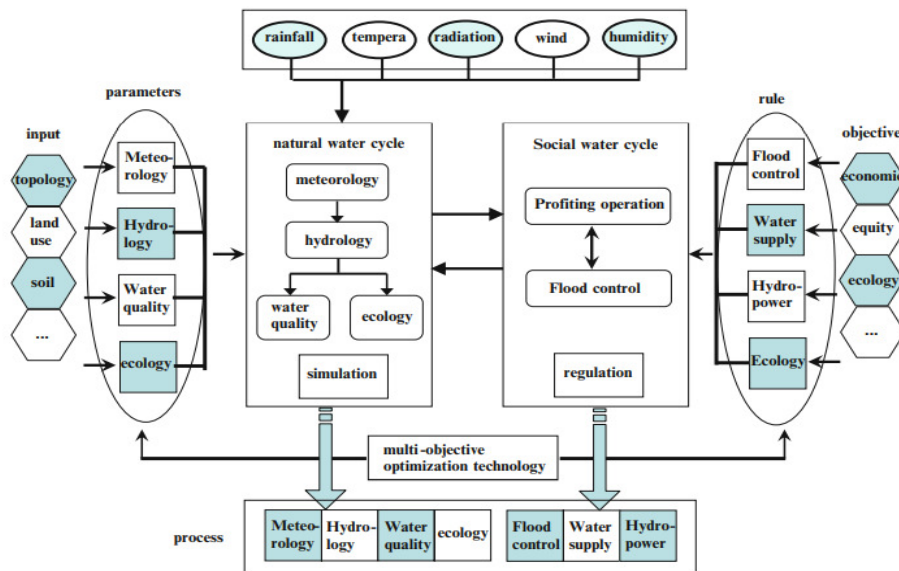 rainfall
tempera
radiation
wind
humidity
parameters
rule
input
objective
natural water cycle
Social water cycle
topology
land
use
soil
...
Meteo-
rology
Hydro-
logy
Water
quality
ecology
meteorology
hydrology
water
quality
ecology
simulation
Profiting operation
Flood control
regulation
Flood
control
Water
supply
Hydro-
power
Ecology
economic
equity
ecology
...
multi-objective
optimization technology
process
Meteo-
rology
Hydro-
logy
Water
quality
ecology
Flood
control
Water
supply
Hydro-
power